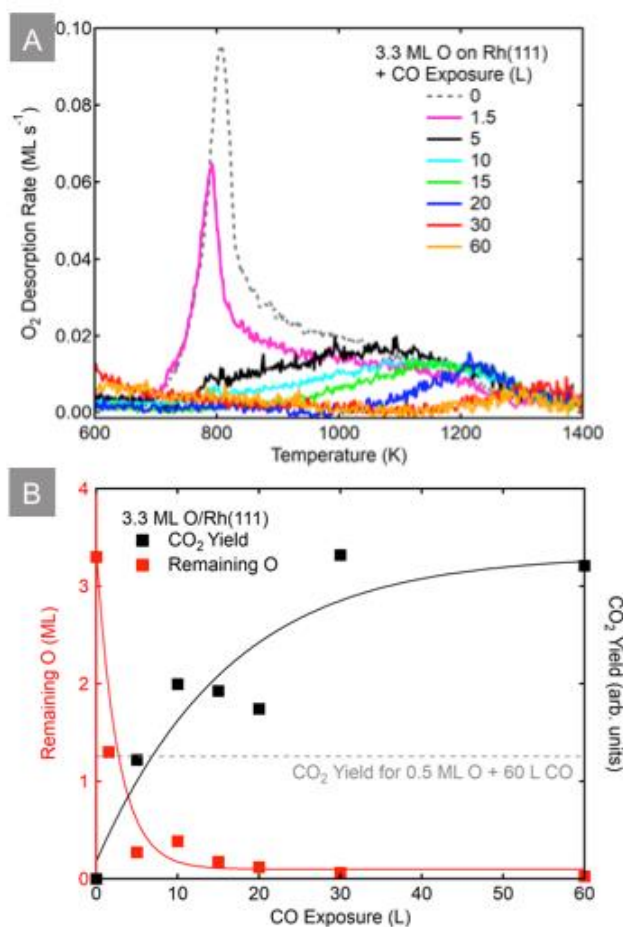 A
0.10
0.08
0.06
0.04
0.02
0.00
O₂ Desorption Rate (ML s⁻¹)
3.3 ML O on Rh(111)
+ CO Exposure (L)
0
1.5
5
10
15
20
30
60
600 800 1000 1200 1400
Temperature (K)
B
4
3
2
1
0
Remaining O (ML)
3.3 ML O/Rh(111)
CO₂ Yield
Remaining O
CO₂ Yield (arb. units)
CO₂ Yield for 0.5 ML O + 60 L CO
0 10 20 30 40 50 60
CO Exposure (L)